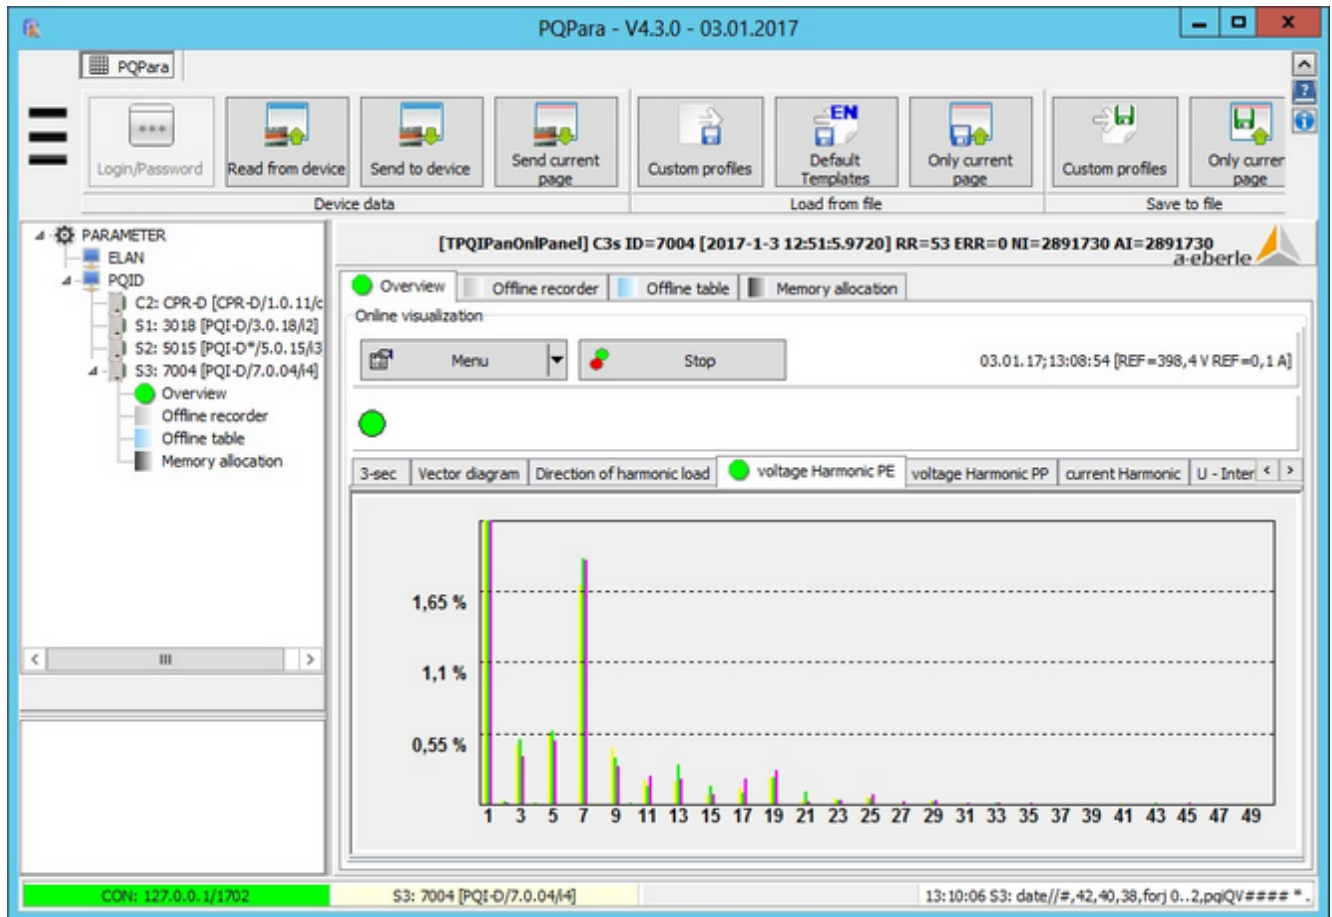 PQPara - V4.3.0 - 03.01.2017
PQPara
Login/Password
Read from device
Send to device
Send current
page
Custom profiles
EN
Default
Templates
Only current
page
Custom profiles
Only curren
page
Device data
Load from file
Save to file
PARAMETER
ELAN
PQID
C2: CPR-D [CPR-D/1.0.11/c
S1: 3018 [PQI-D/3.0.18/i2]
S2: 5015 [PQI-D*/5.0.15/i3
S3: 7004 [PQI-D/7.0.04/i4]
Overview
Offline recorder
Offline table
Memory allocation
[TPQIPanOnlPanel] C3s ID=7004 [2017-1-3 12:51:5.9720] RR=53 ERR=0 NI=2891730 AI=2891730
a-eberle
Overview
Offline recorder
Offline table
Memory allocation
Online visualization
Menu
Stop
03.01.17;13:08:54 [REF=398,4 V REF=0,1 A]
3-sec
Vector diagram
Direction of harmonic load
voltage Harmonic PE
voltage Harmonic PP
current Harmonic
U - Inter
1,65 %
1,1 %
0,55 %
1 3 5 7 9 11 13 15 17 19 21 23 25 27 29 31 33 35 37 39 41 43 45 47 49
CON: 127.0.0.1/1702
S3: 7004 [PQI-D/7.0.04/i4]
13:10:06 S3: date//#,42,40,38,forj 0..2,pqiQV#### *.